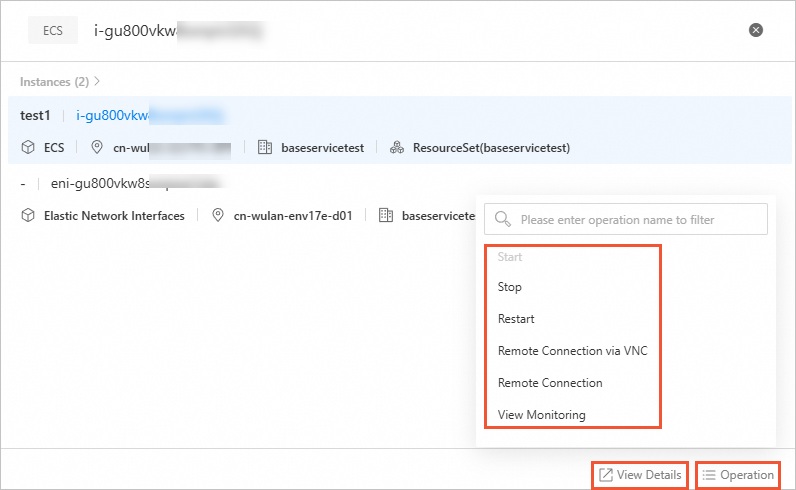 ECS i-gu800vkw
Instances (2)
test1 i-gu800vkw
ECS cn-wulan baseservicetest ResourceSet(baseservicetest)
- eni-gu800vkw8s
Elastic Network Interfaces cn-wulan-env17e-d01 baseservicetes
Please enter operation name to filter
Start
Stop
Restart
Remote Connection via VNC
Remote Connection
View Monitoring
View Details Operation